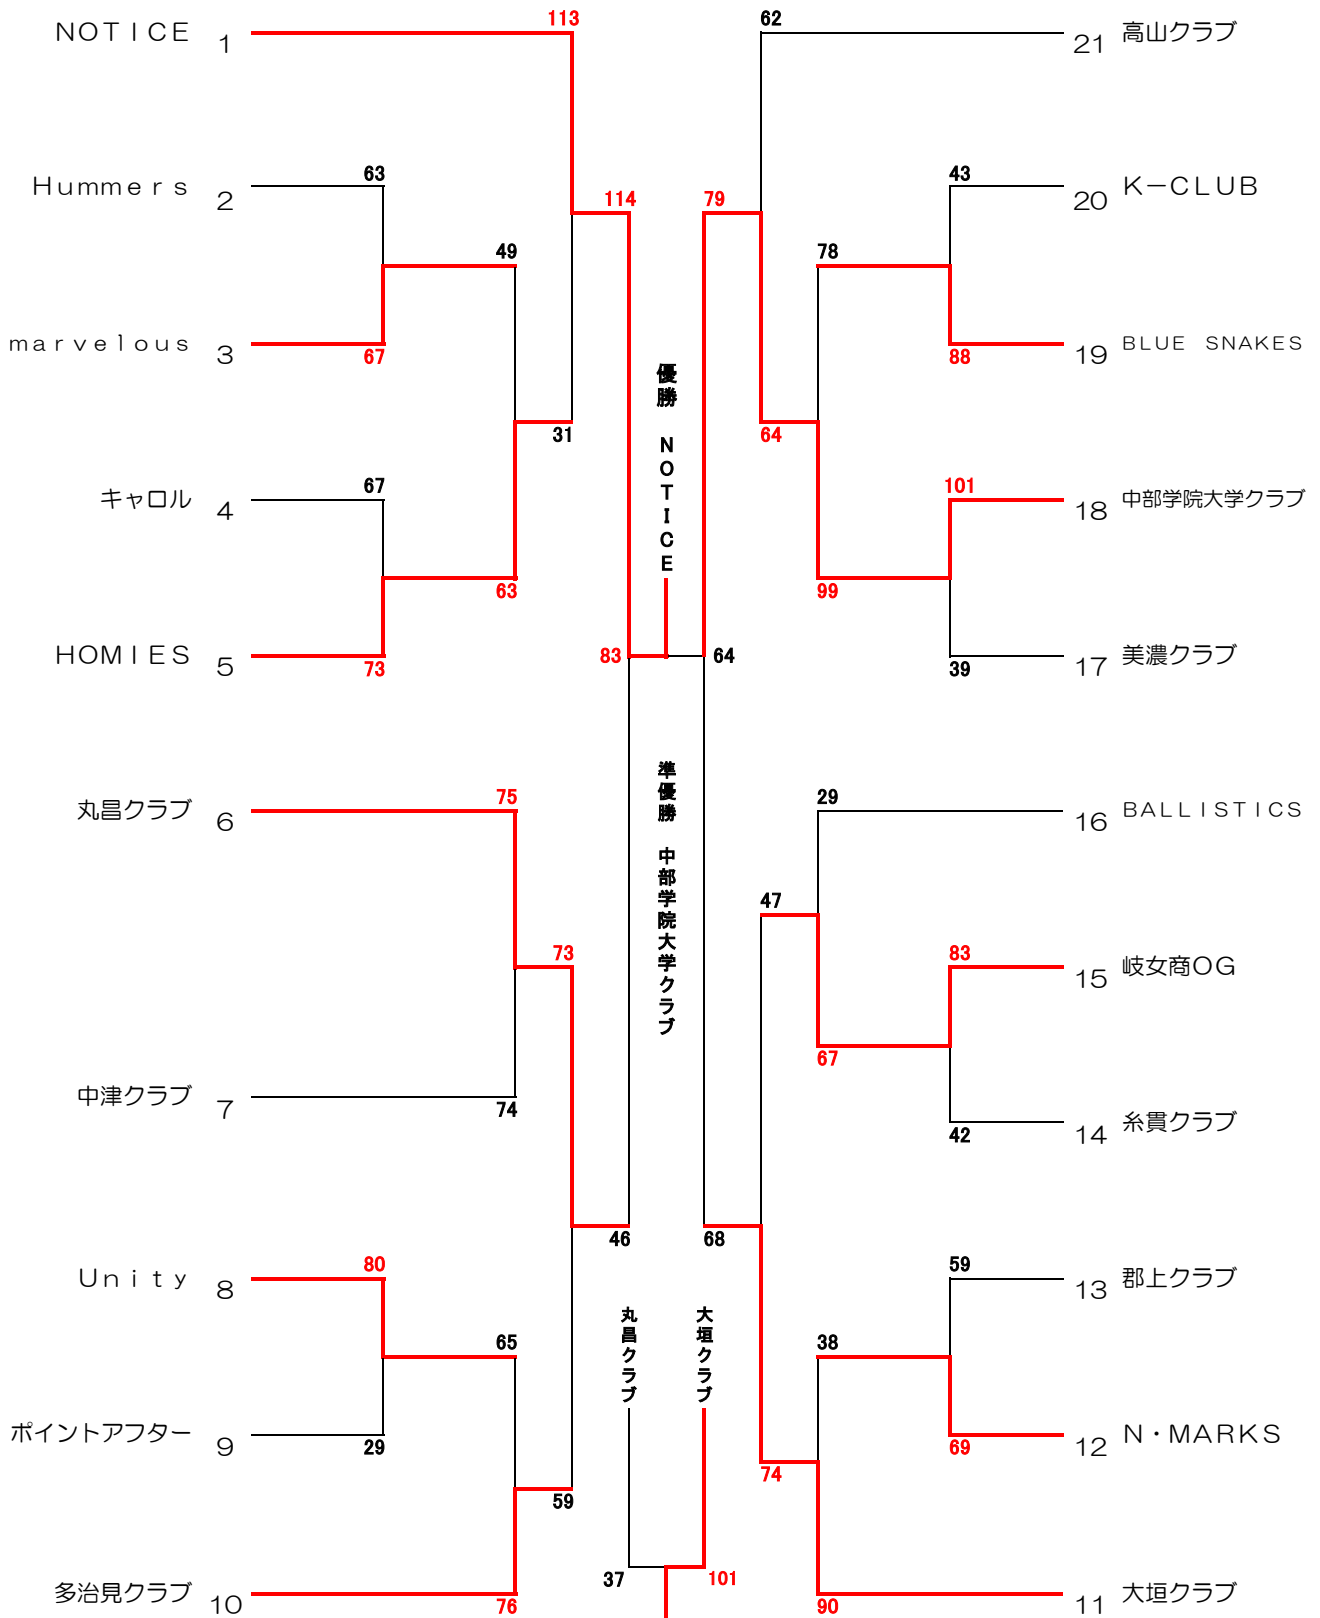 113
62
NOTICE 1
21 高山クラブ
63
43
Hummers 2
20 K-CLUB
114
79
49
78
marvelous 3
67
88
19 BLUE SNAKES
優勝 NOTICE
31
64
67
101
キャロル 4
18 中部学院大学クラブ
63
99
HOMIES 5
73
83
64
39
17 美濃クラブ
準優勝 中部学院大学クラブ
75
29
丸昌クラブ 6
16 BALLISTICS
47
73
83
15 岐女商OG
67
中津クラブ 7
74
42
14 糸貫クラブ
46
68
80
59
Unity 8
13 郡上クラブ
丸昌クラブ
大垣クラブ
65
38
ポイントアフター 9
29
69
12 N・MARKS
74
59
37
101
多治見クラブ 10
76
90
11 大垣クラブ